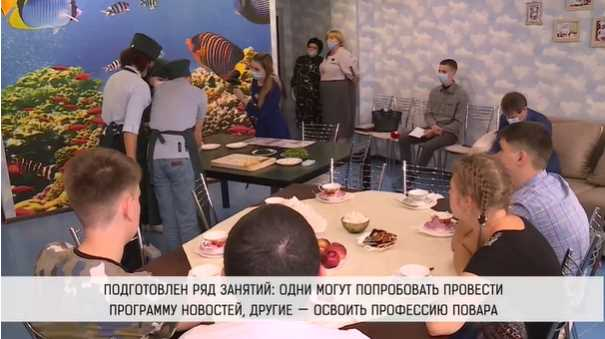 ПОДГОТОВЛЕН РЯД ЗАНЯТИЙ: ОДНИ МОГУТ ПОПРОБОВАТЬ ПРОВЕСТИ
ПРОГРАММУ НОВОСТЕЙ, ДРУГИЕ — ОСВОИТЬ ПРОФЕССИЮ ПОВАРА